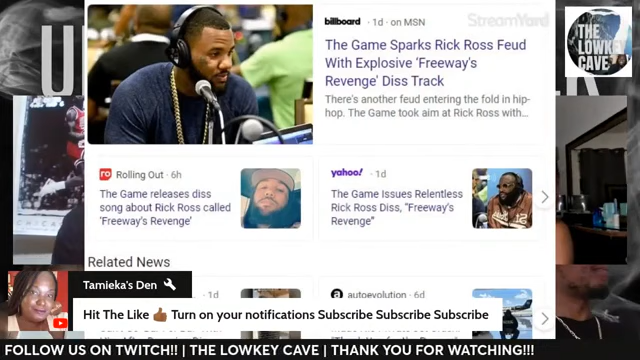 billboard · 1d · on MSN
StreamYard
THE
LOWKEY
CAVE
The Game Sparks Rick Ross Feud
With Explosive ‘Freeway's
Revenge' Diss Track
There's another feud entering the fold in hip-
hop. The Game took aim at Rick Ross with...
ro Rolling Out · 6h
The Game releases diss
song about Rick Ross called
‘Freeway's Revenge’
yahoo! · 1d
The Game Issues Relentless
Rick Ross Diss, “Freeway's
Revenge”
12
Related News
· 1d
autoevolution · 6d
Tamieka's Den
Hit The Like 👍🏾 Turn on your notifications Subscribe Subscribe Subscribe
FOLLOW US ON TWITCH!! | THE LOWKEY CAVE | THANK YOU FOR WATCHING!!!